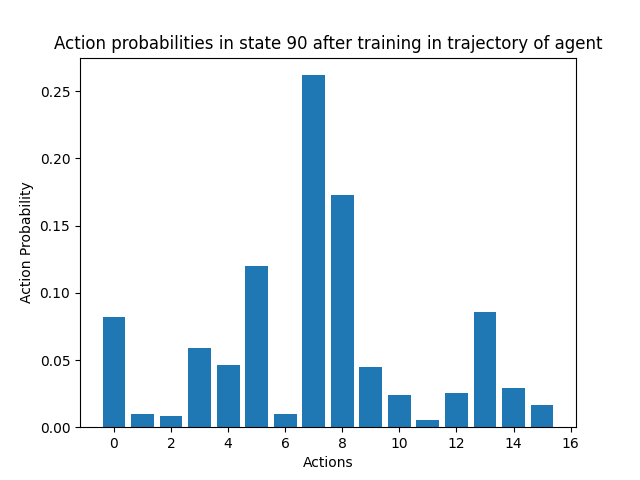 Action probabilities in state 90 after training in trajectory of agent
0.25
0.20
0.15
0.10
0.05
0.00
Action Probability
0 2 4 6 8 10 12 14 16
Actions